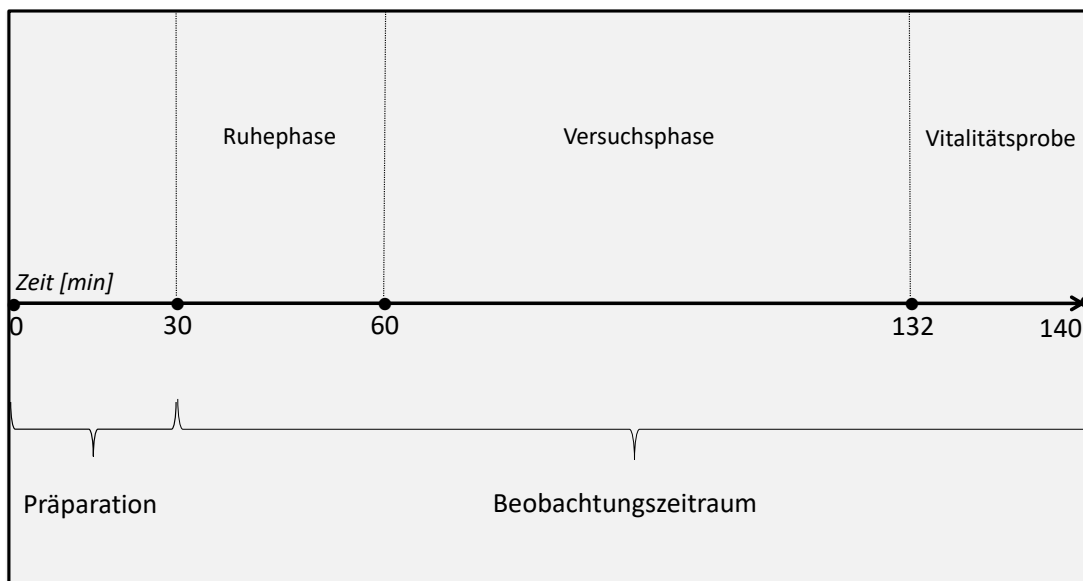 Ruhephase
Versuchsphase
Vitalitätsprobe
Zeit [min]
0
30
60
132
140
Präparation
Beobachtungszeitraum